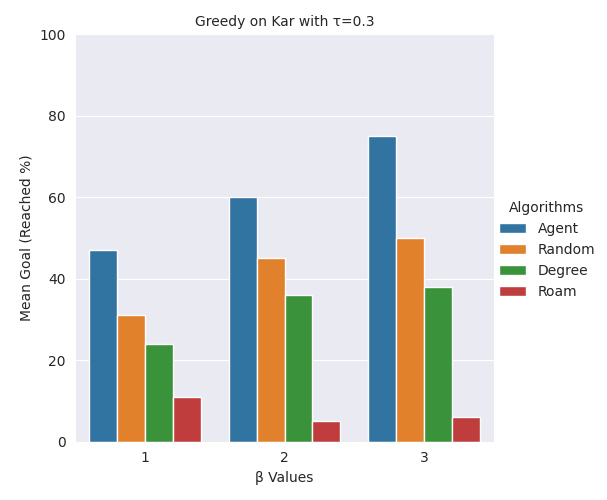 Greedy on Kar with τ=0.3
Mean Goal (Reached %)
100
80
60
40
20
0
1
2
3
β Values
Algorithms
Agent
Random
Degree
Roam